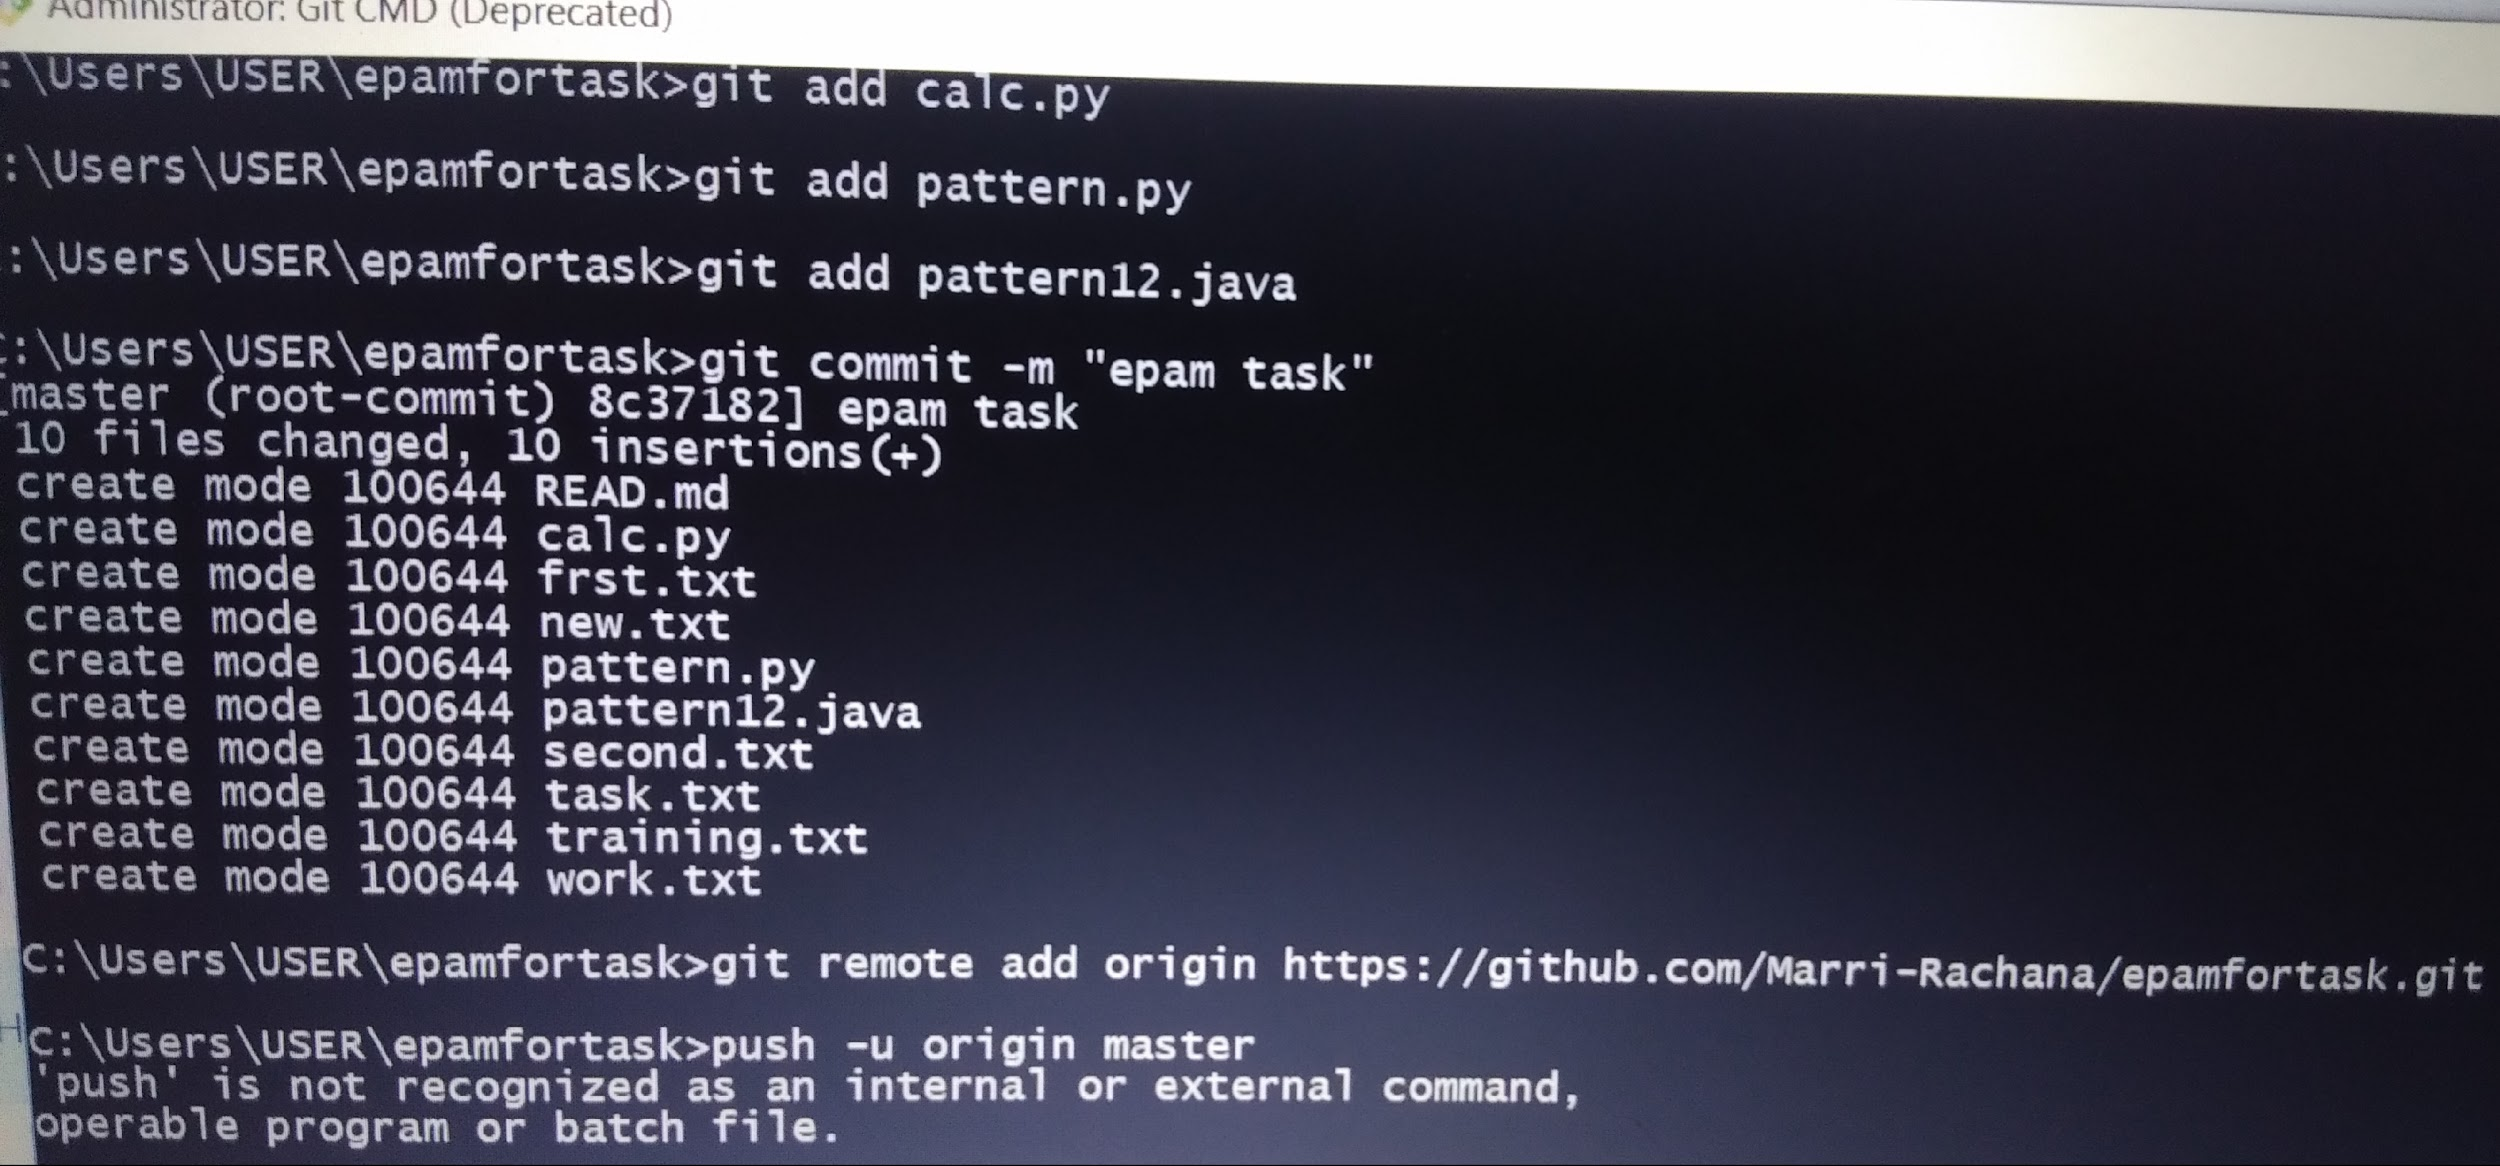 Administrator: Git CMD (Deprecated)
:\Users\USER\epamfortask>git add calc.py
:\Users\USER\epamfortask>git add pattern.py
:\Users\USER\epamfortask>git add pattern12.java
C:\Users\USER\epamfortask>git commit -m "epam task"
[master (root-commit) 8c37182] epam task
10 files changed, 10 insertions(+)
create mode 100644 READ.md
create mode 100644 calc.py
create mode 100644 frst.txt
create mode 100644 new.txt
create mode 100644 pattern.py
create mode 100644 pattern12.java
create mode 100644 second.txt
create mode 100644 task.txt
create mode 100644 training.txt
create mode 100644 work.txt
C:\Users\USER\epamfortask>git remote add origin https://github.com/Marri-Rachana/epamfortask.git
C:\Users\USER\epamfortask>push -u origin master
'push' is not recognized as an internal or external command,
operable program or batch file.